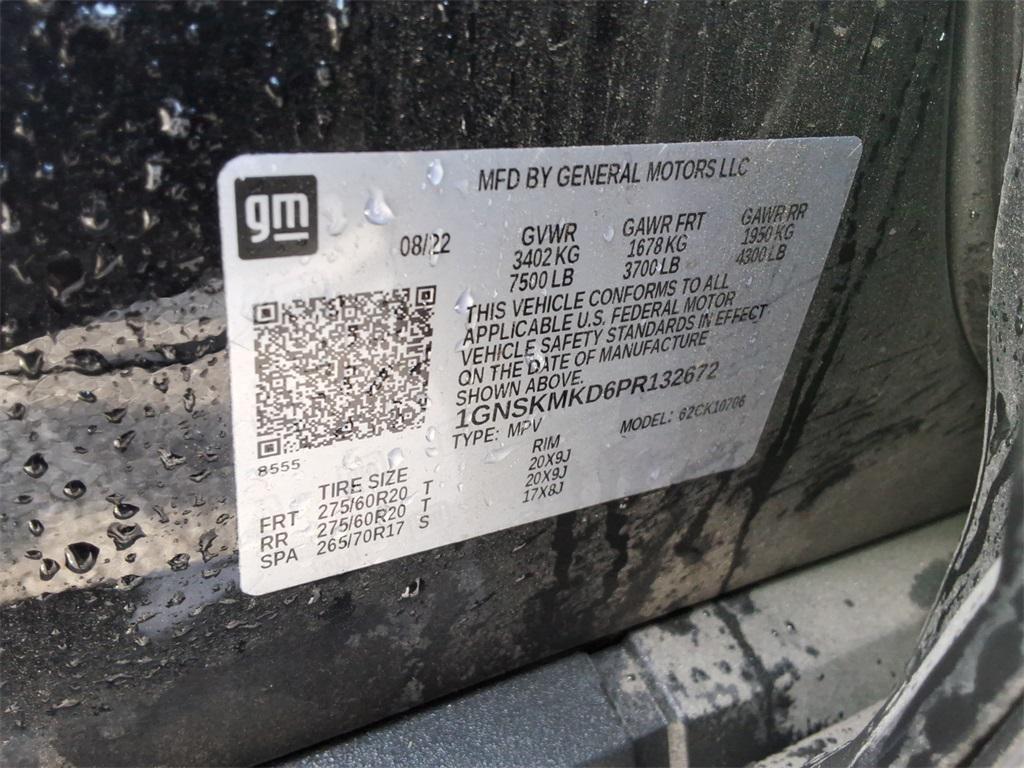 gm
MFD BY GENERAL MOTORS LLC
08/22
GVWR GAWR FRT GAWR RR
3402 KG 1678 KG 1950 KG
7500 LB 3700 LB 4300 LB
THIS VEHICLE CONFORMS TO ALL
APPLICABLE U.S. FEDERAL MOTOR
VEHICLE SAFETY STANDARDS IN EFFECT
ON THE DATE OF MANUFACTURE
SHOWN ABOVE.
1GNSKMKD6PR132672
TYPE: MPV MODEL: 62CK10706
8555
TIRE SIZE RIM
FRT 275/60R20 T 20X9J
RR 275/60R20 T 20X9J
SPA 265/70R17 S 17X8J